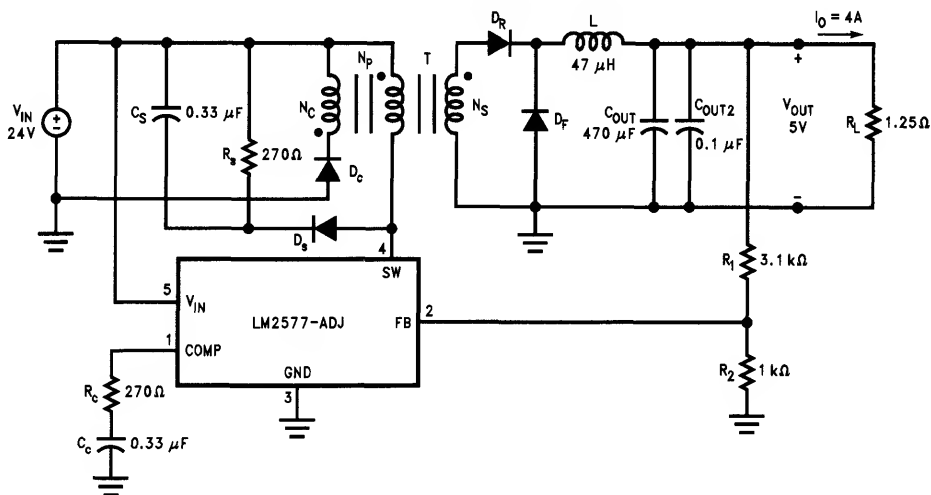 D_R
L
47 μH
I_O = 4A
V_IN
24V
+
−
C_S
0.33 μF
R_s
270Ω
N_C
N_P
T
N_S
D_c
D_s
D_F
C_OUT
470 μF
C_OUT2
0.1 μF
+
V_OUT
5V
−
R_L
1.25Ω
4
SW
5
V_IN
LM2577-ADJ
FB
2
1
COMP
GND
3
R_1
3.1 kΩ
R_2
1 kΩ
R_c
270Ω
C_c
0.33 μF